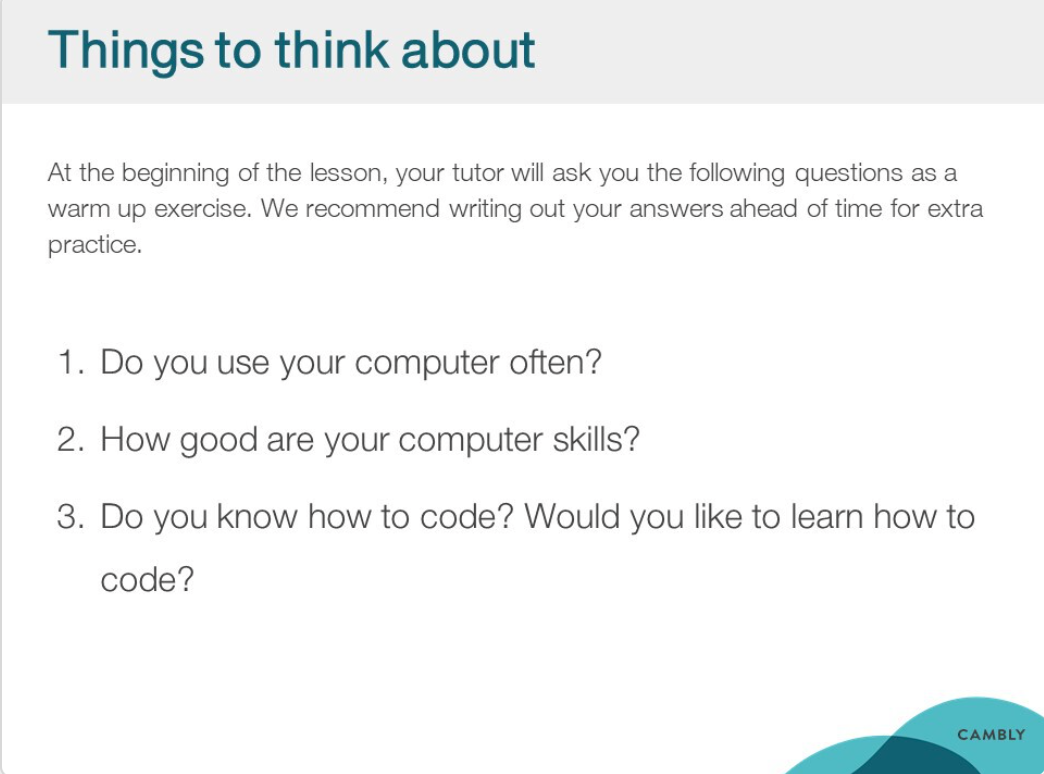 Things to think about
At the beginning of the lesson, your tutor will ask you the following questions as a
warm up exercise. We recommend writing out your answers ahead of time for extra
practice.
1. Do you use your computer often?
2. How good are your computer skills?
3. Do you know how to code? Would you like to learn how to
code?
CAMBLY